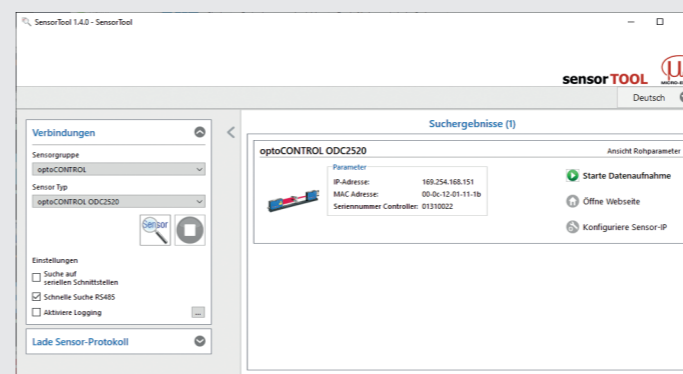 SensorTool 1.4.0 - SensorTool
sensorTOOL
Deutsch
Verbindungen
Sensorgruppe
optoCONTROL
Sensor Typ
optoCONTROL ODC2520
Sensor
Einstellungen
Suche auf
seriellen Schnittstellen
Schnelle Suche RS485
Aktiviere Logging
...
Lade Sensor-Protokoll
Suchergebnisse (1)
optoCONTROL ODC2520
Ansicht Rohparameter
Parameter
IP-Adresse: 169.254.168.151
MAC Adresse: 00-0c-12-01-11-1b
Seriennummer Controller: 01310022
Starte Datenaufnahme
Öffne Webseite
Konfiguriere Sensor-IP